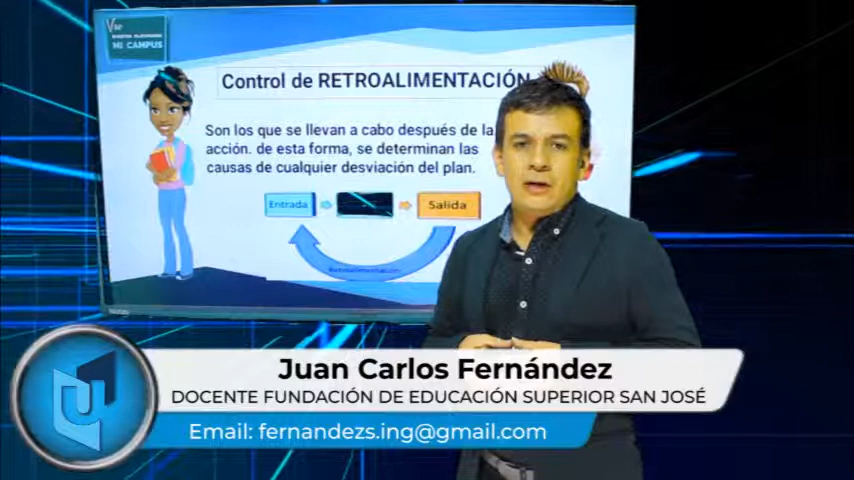 MI CAMPUS
Control de RETROALIMENTACIÓN
Son los que se llevan a cabo después de la
acción. de esta forma, se determinan las
causas de cualquier desviación del plan.
Entrada
Salida
Retroalimentación
Juan Carlos Fernández
DOCENTE FUNDACIÓN DE EDUCACIÓN SUPERIOR SAN JOSÉ
Email: fernandezs.ing@gmail.com